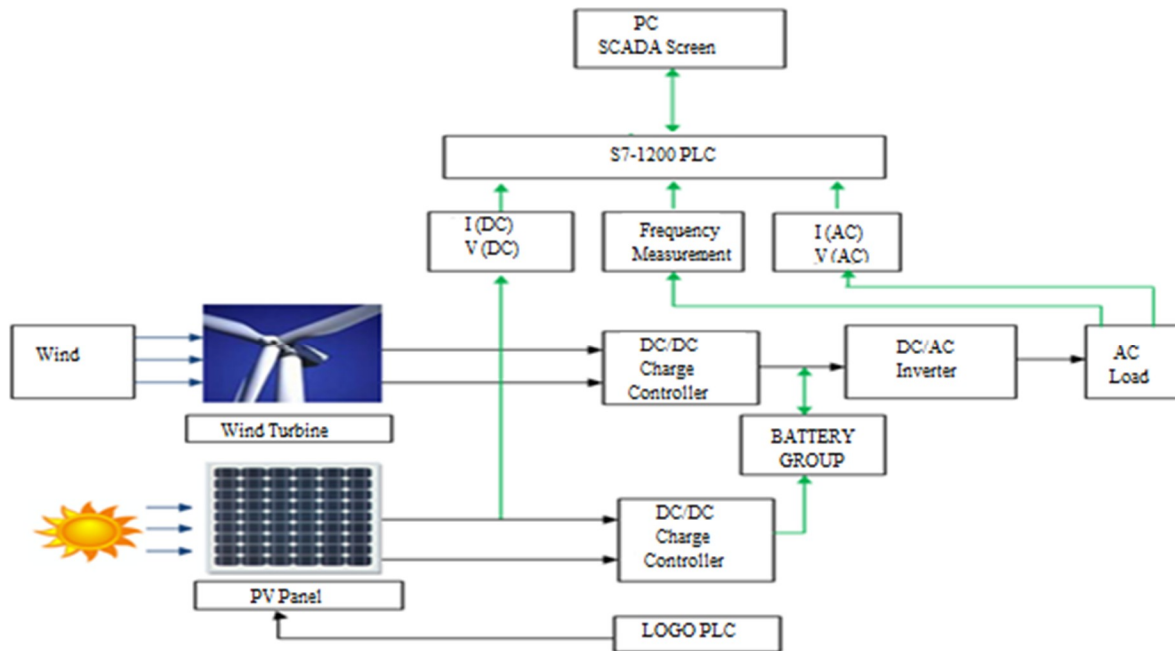 PC
SCADA Screen
S7-1200 PLC
I (DC)
V (DC)
Frequency
Measurement
I (AC)
V (AC)
Wind
DC/DC
Charge
Controller
DC/AC
Inverter
AC
Load
Wind Turbine
BATTERY
GROUP
DC/DC
Charge
Controller
PV Panel
LOGO PLC